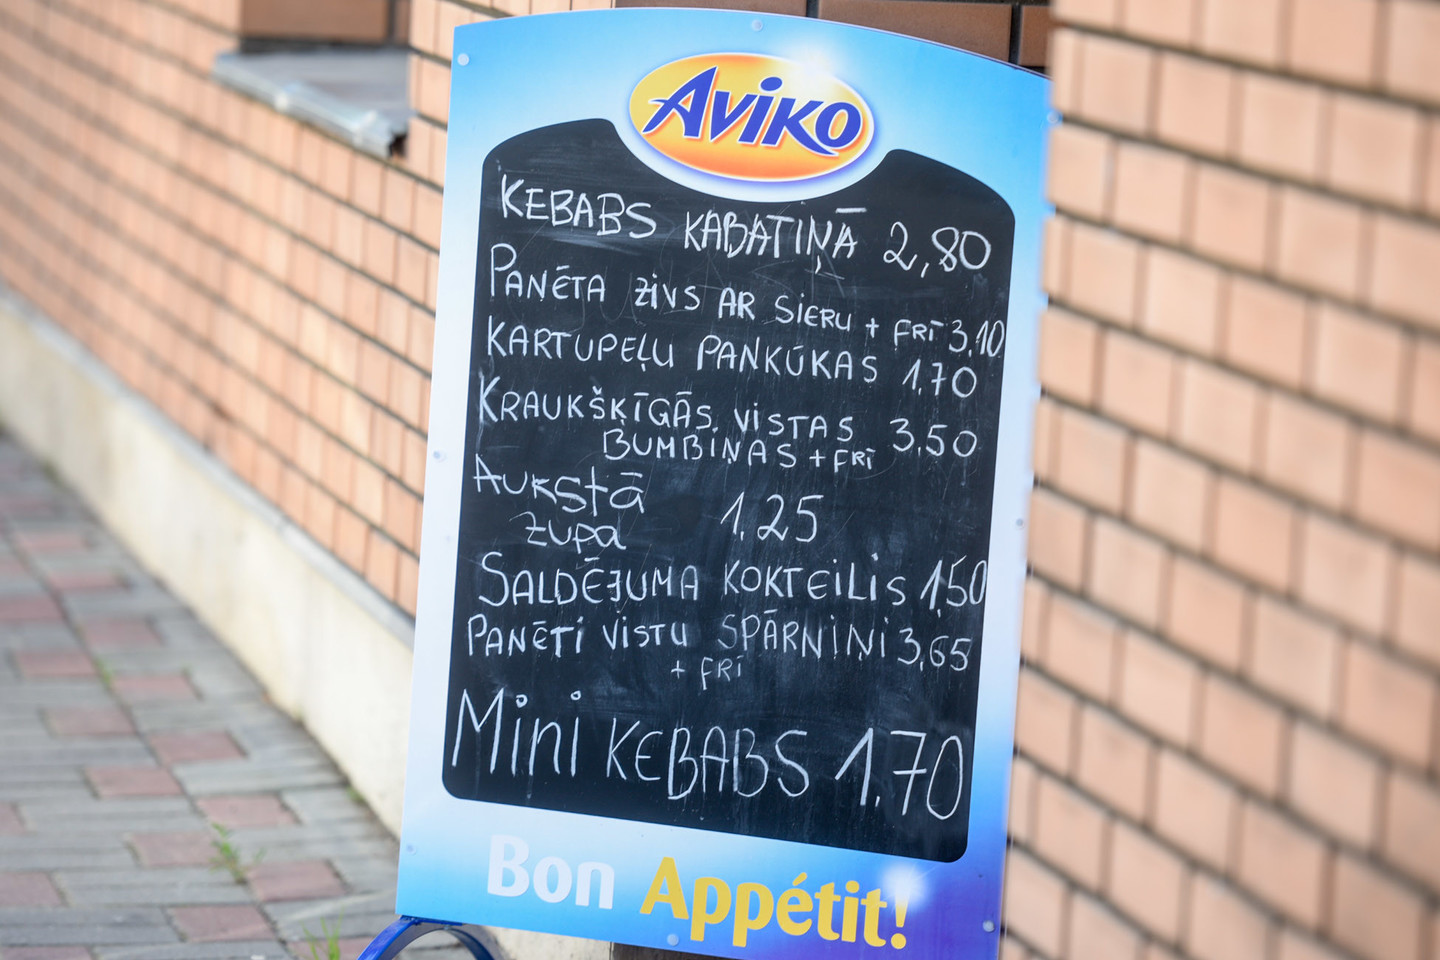 Aviko
KEBABS KABATIŅĀ 2,80
PANĒTA ZIVS AR SIERU + FRĪ 3,10
KARTUPEĻU PANKŪKAS 1,70
KRAUKŠĶĪGĀS VISTAS 3,50
BUMBIŅAS + FRĪ
AUKSTĀ 1,25
ZUPA
SALDĒJUMA KOKTEILIS 1,50
PANĒTI VISTU SPĀRNIŅI 3,65
+ FRĪ
Mini KEBABS 1,70
Bon Appétit!